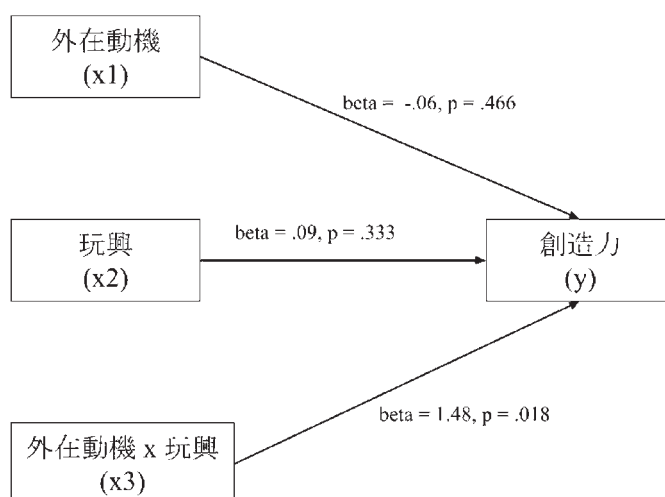 外在動機
(x1)
beta = -.06, p = .466
玩興
(x2)
beta = .09, p = .333
創造力
(y)
beta = 1.48, p = .018
外在動機 x 玩興
(x3)